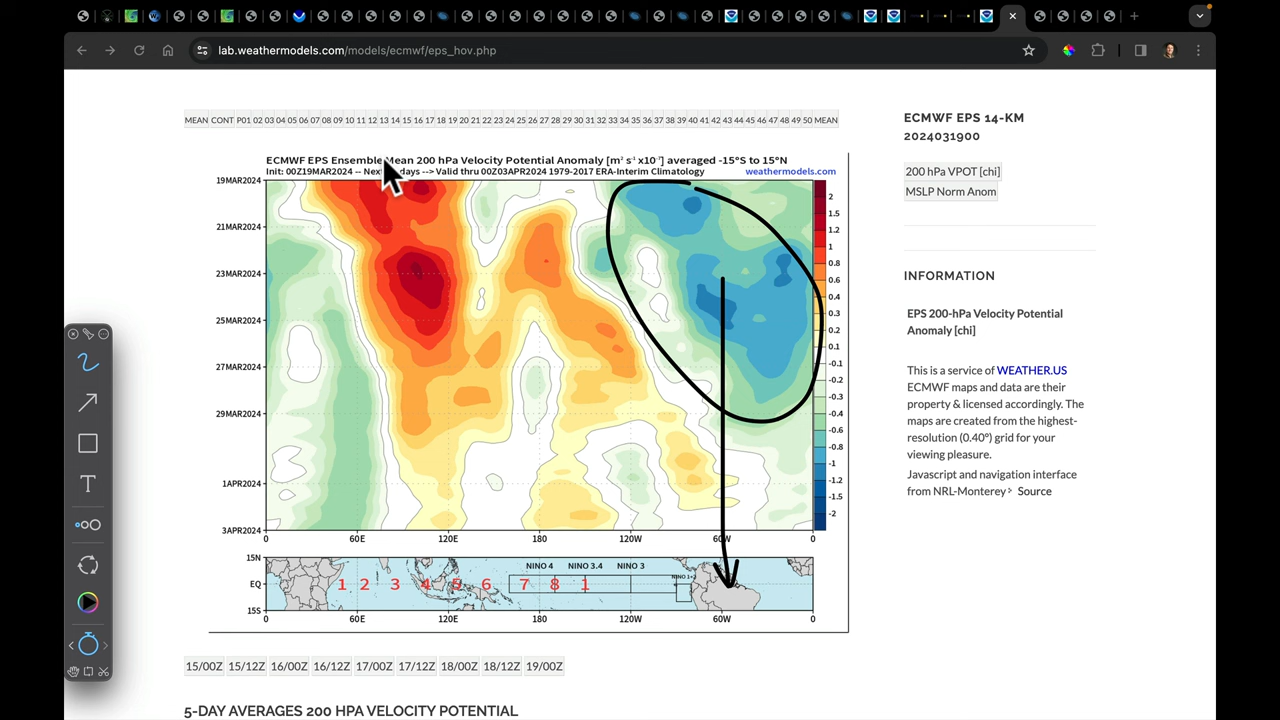 lab.weathermodels.com/models/ecmwf/eps_hov.php
MEAN CONT P01 02 03 04 05 06 07 08 09 10 11 12 13 14 15 16 17 18 19 20 21 22 23 24 25 26 27 28 29 30 31 32 33 34 35 36 37 38 39 40 41 42 43 44 45 46 47 48 49 50 MEAN
ECMWF EPS 14-KM
2024031900
200 hPa VPOT [chi]
MSLP Norm Anom
INFORMATION
EPS 200-hPa Velocity Potential
Anomaly [chi]
This is a service of WEATHER.US
ECMWF maps and data are their
property & licensed accordingly. The
maps are created from the highest-
resolution (0.40°) grid for your
viewing pleasure.
Javascript and navigation interface
from NRL-Monterey Source
ECMWF EPS Ensemble Mean 200 hPa Velocity Potential Anomaly [m² s⁻¹ x10⁻⁷] averaged -15°S to 15°N
Init: 00Z19MAR2024 -- Next days --> Valid thru 00Z03APR2024 1979-2017 ERA-Interim Climatology weathermodels.com
19MAR2024
21MAR2024
23MAR2024
25MAR2024
27MAR2024
29MAR2024
1APR2024
3APR2024
0 60E 120E 180 120W 60W 0
2
1.5
1.2
1
0.8
0.6
0.4
0.3
0.2
0.1
-0.1
-0.2
-0.3
-0.4
-0.6
-0.8
-1
-1.2
-1.5
-2
15N
EQ
15S
NINO 4 NINO 3.4 NINO 3 NINO 1+2
1 2 3 4 5 6 7 8 1
0 60E 120E 180 120W 60W 0
15/00Z 15/12Z 16/00Z 16/12Z 17/00Z 17/12Z 18/00Z 18/12Z 19/00Z
5-DAY AVERAGES 200 HPA VELOCITY POTENTIAL
T